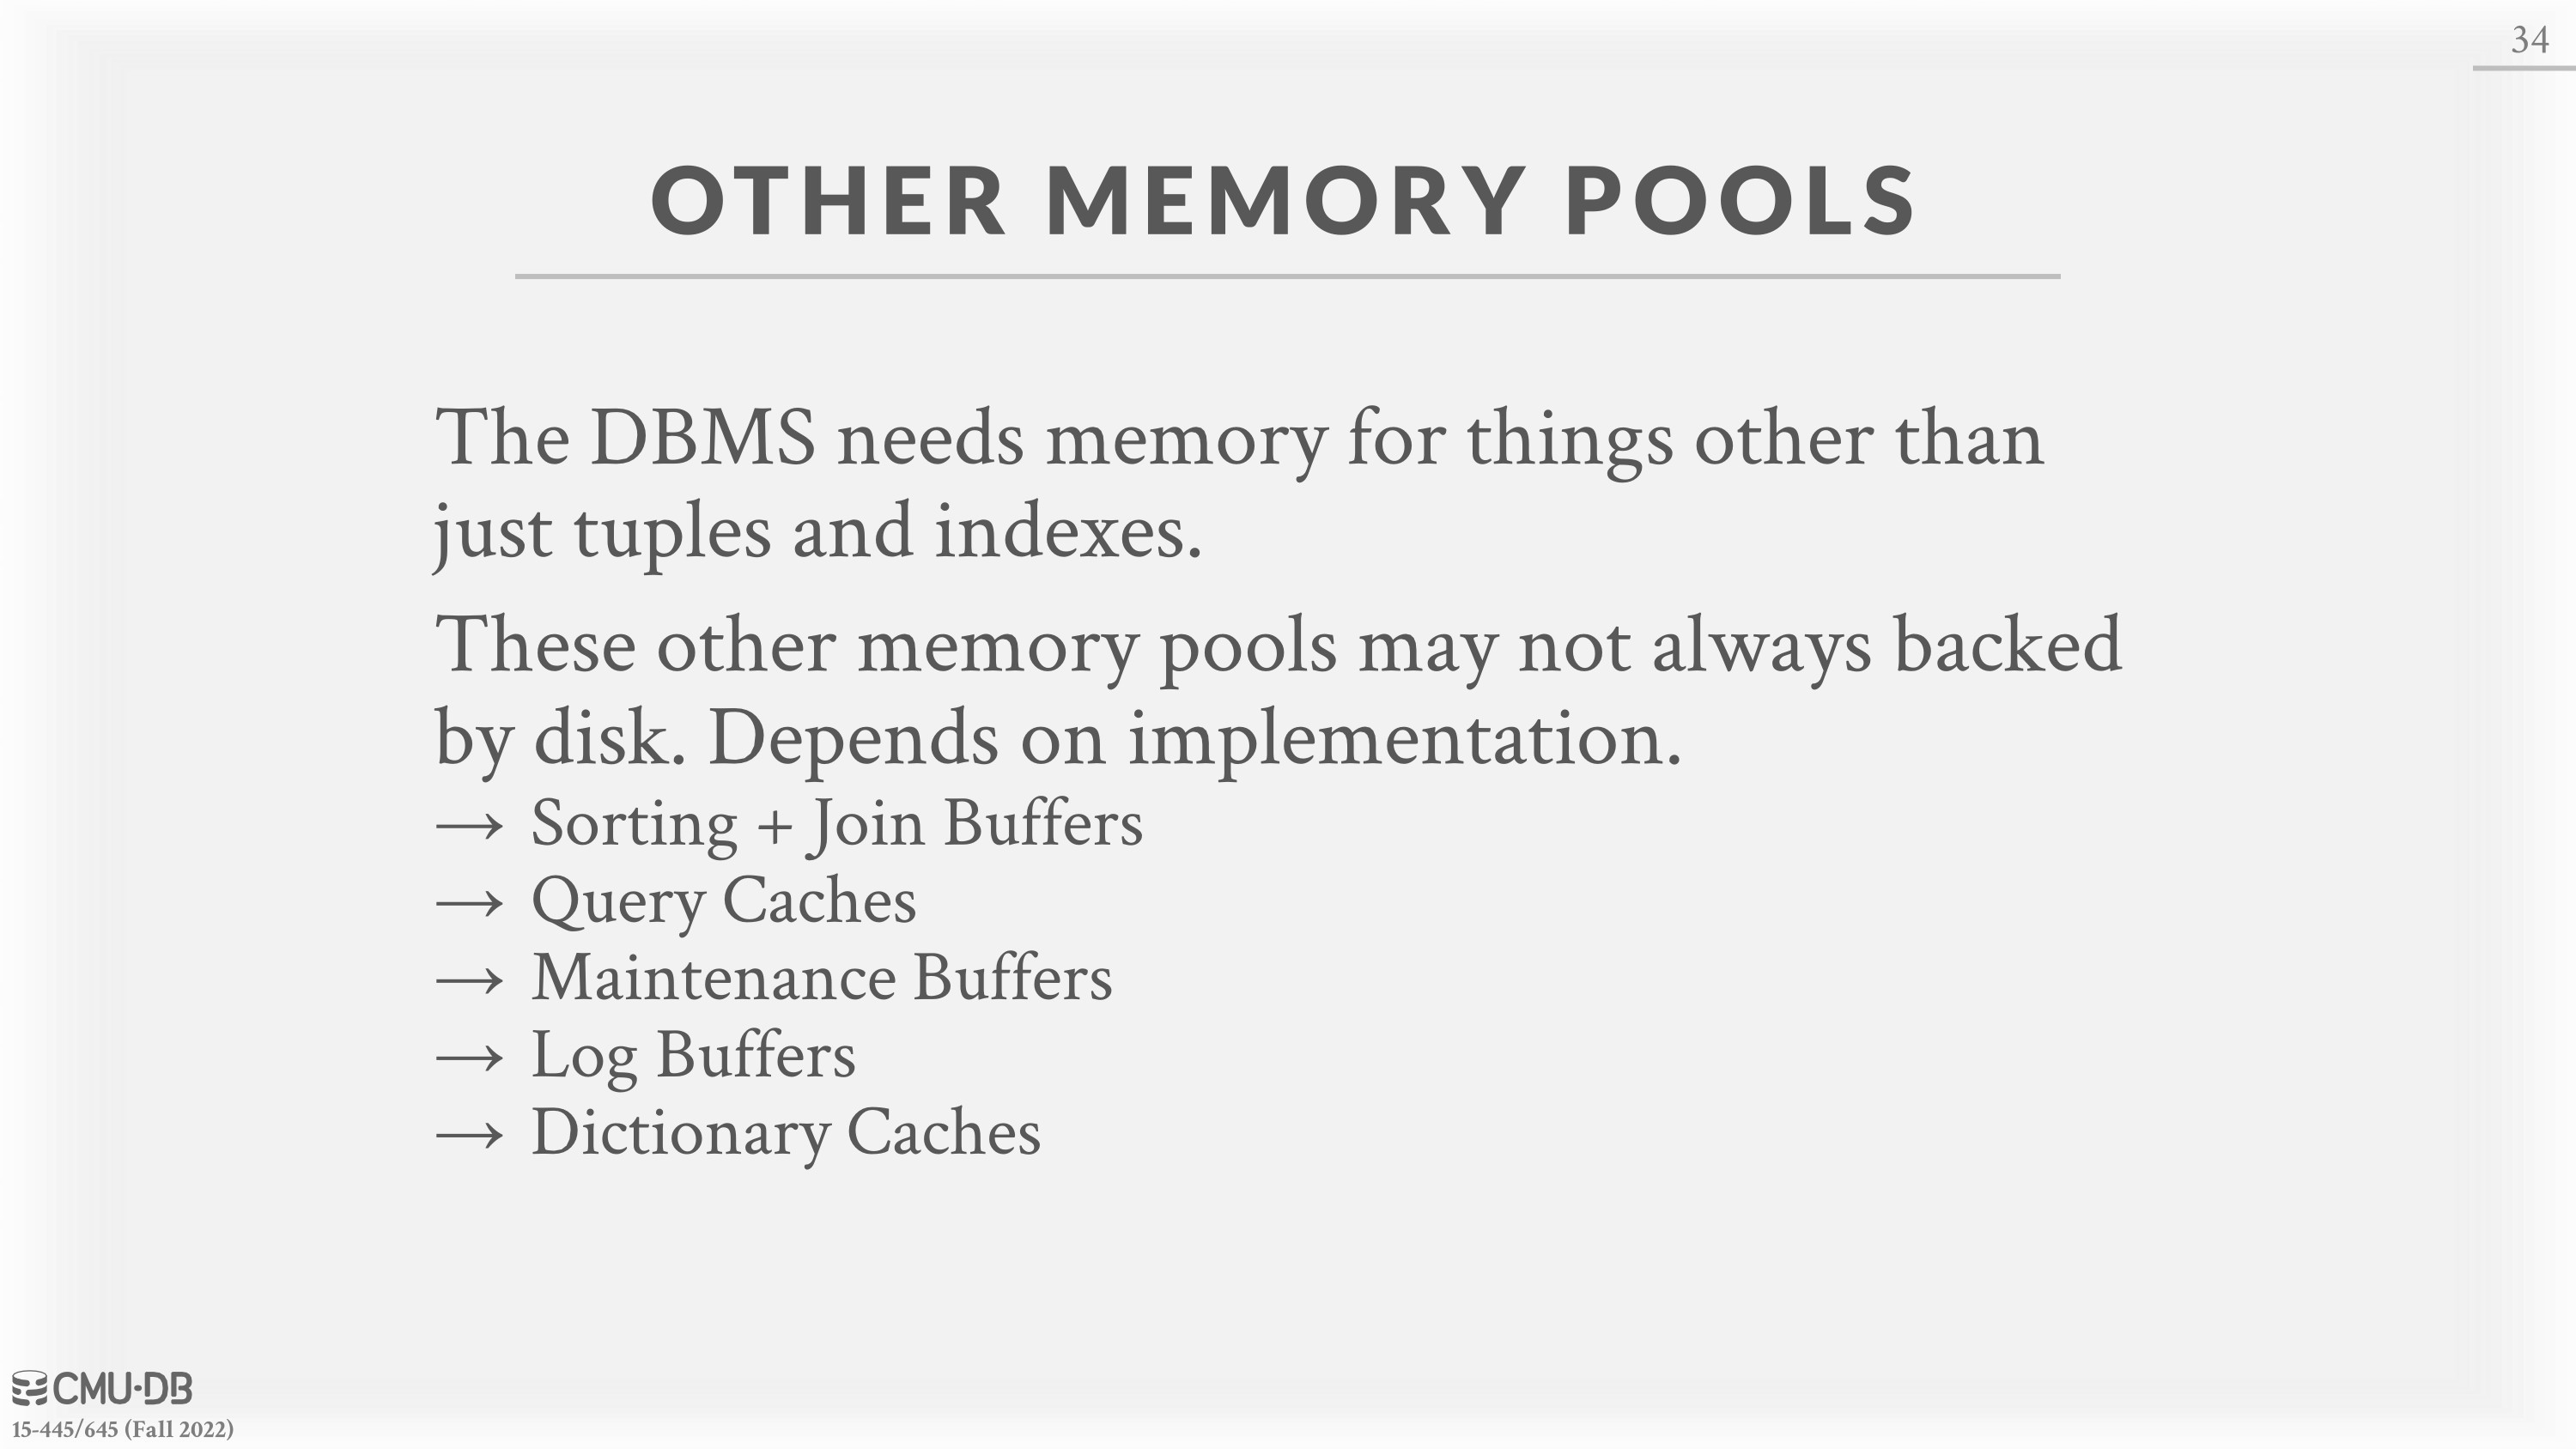 34
OTHER MEMORY POOLS
The DBMS needs memory for things other than
just tuples and indexes.
These other memory pools may not always backed
by disk. Depends on implementation.
→ Sorting + Join Buffers
→ Query Caches
→ Maintenance Buffers
→ Log Buffers
→ Dictionary Caches
CMU·DB
15-445/645 (Fall 2022)